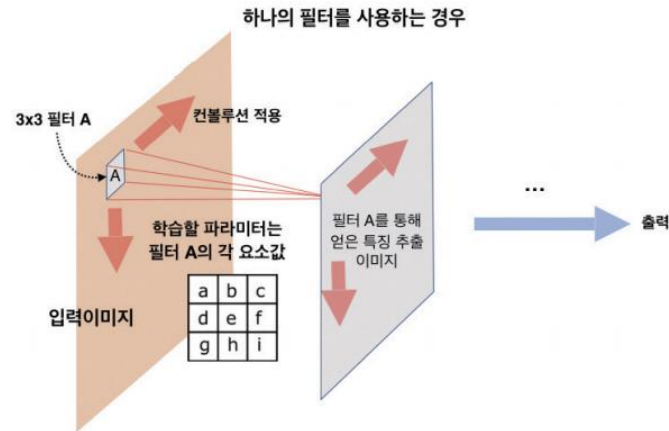 하나의 필터를 사용하는 경우
3x3 필터 A
컨볼루션 적용
A
학습할 파라미터는
필터 A의 각 요소값
a b c
d e f
g h i
입력이미지
필터 A를 통해
얻은 특징 추출
이미지
...
출력